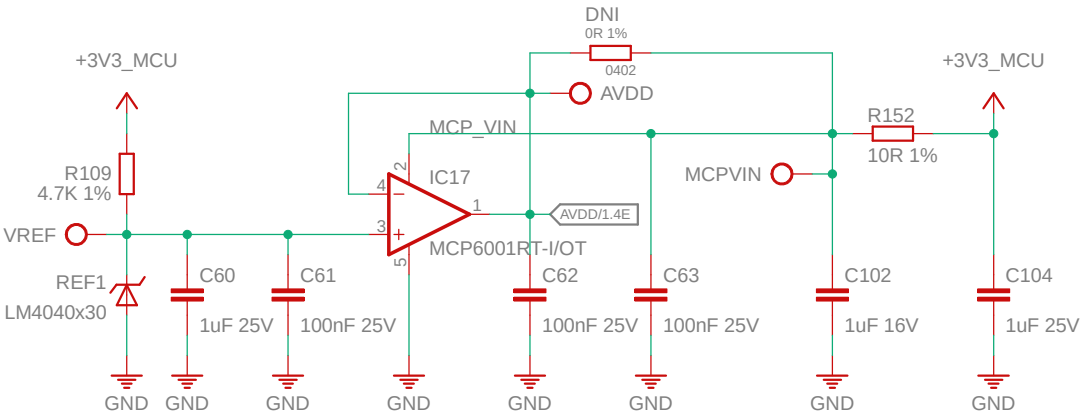 DNI
0R 1%
0402
+3V3_MCU
+3V3_MCU
AVDD
R152
10R 1%
MCP_VIN
R109
4.7K 1%
2
IC17
MCPVIN
4
1
AVDD/1.4E
VREF
3
MCP6001RT-I/OT
5
REF1
LM4040x30
C60
1uF 25V
C61
100nF 25V
C62
100nF 25V
C63
100nF 25V
C102
1uF 16V
C104
1uF 25V
GND
GND
GND
GND
GND
GND
GND
GND